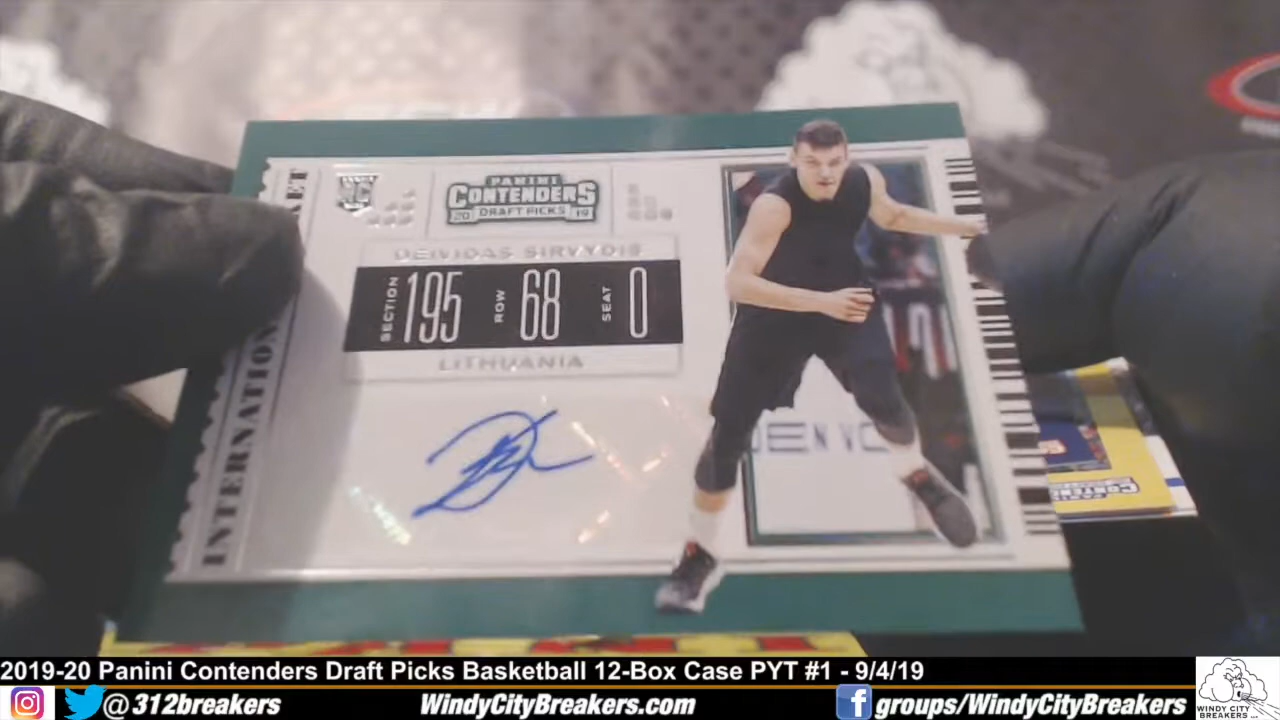 RC
PANINI
CONTENDERS
20 DRAFT PICKS 19
DEIVIDAS SIRVYDIS
SECTION 195 ROW 68 SEAT 0
LITHUANIA
2019-20 Panini Contenders Draft Picks Basketball 12-Box Case PYT #1 - 9/4/19
@312breakers WindyCityBreakers.com groups/WindyCityBreakers
WINDY CITY
BREAKERS